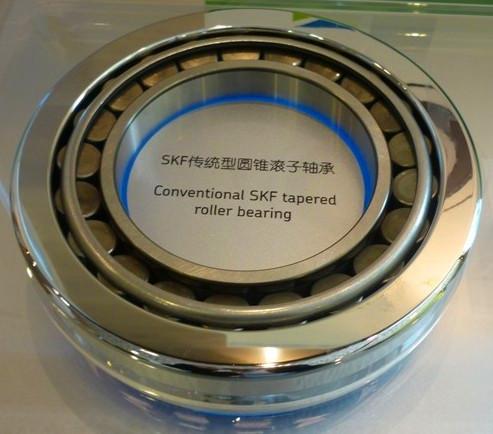 SKF传统型圆锥滚子轴承
Conventional SKF tapered
roller bearing